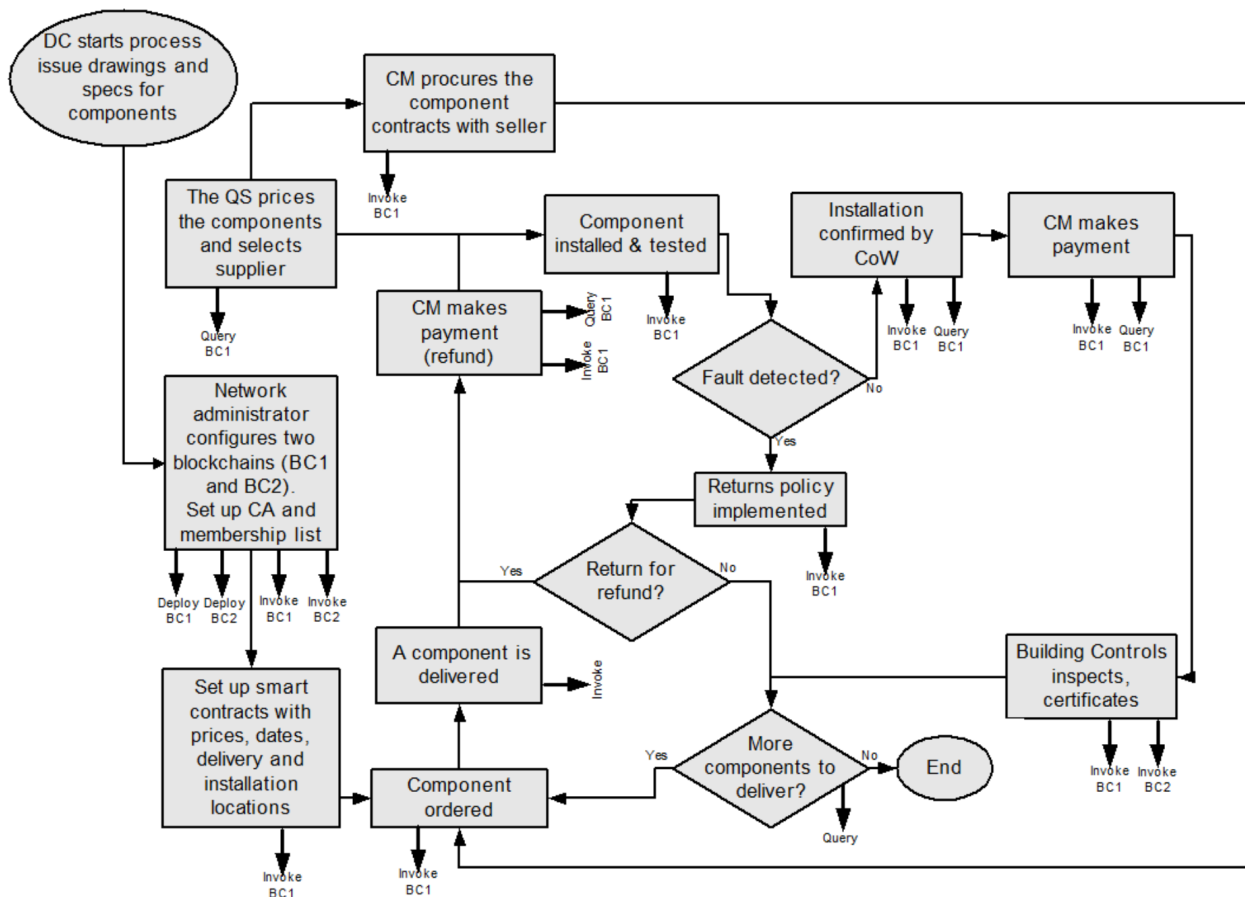 DC starts process
issue drawings and
specs for
components
CM procures the
component
contracts with seller
Invoke
BC1
The QS prices
the components
and selects
supplier
Query
BC1
Component
installed & tested
Invoke
BC1
Installation
confirmed by
CoW
Invoke
BC1
Query
BC1
CM makes
payment
Invoke
BC1
Query
BC1
CM makes
payment
(refund)
Query
BC1
Invoke
BC1
Fault detected?
No
Yes
Network
administrator
configures two
blockchains (BC1
and BC2).
Set up CA and
membership list
Deploy
BC1
Deploy
BC2
Invoke
BC1
Invoke
BC2
Returns policy
implemented
Invoke
BC1
Return for
refund?
Yes
No
A component is
delivered
Invoke
Building Controls
inspects,
certificates
Invoke
BC1
Invoke
BC2
Set up smart
contracts with
prices, dates,
delivery and
installation
locations
Invoke
BC1
Component
ordered
Invoke
BC1
More
components to
deliver?
Yes
No
Query
End